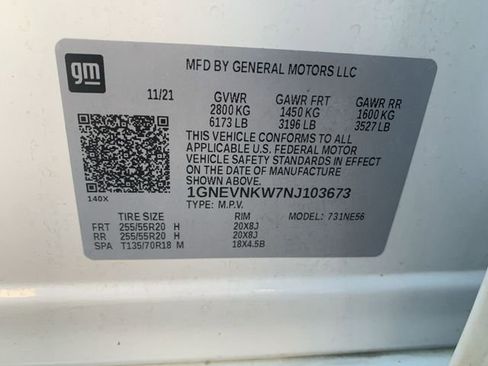 gm
MFD BY GENERAL MOTORS LLC
11/21 GVWR GAWR FRT GAWR RR
2800 KG 1450 KG 1600 KG
6173 LB 3196 LB 3527 LB
THIS VEHICLE CONFORMS TO ALL
APPLICABLE U.S. FEDERAL MOTOR
VEHICLE SAFETY STANDARDS IN EFFECT
ON THE DATE OF MANUFACTURE
SHOWN ABOVE.
1GNEVNKW7NJ103673
140X
TYPE: M.P.V.
TIRE SIZE RIM MODEL: 731NE56
FRT 255/55R20 H 20X8J
RR 255/55R20 H 20X8J
SPA T135/70R18 M 18X4.5B